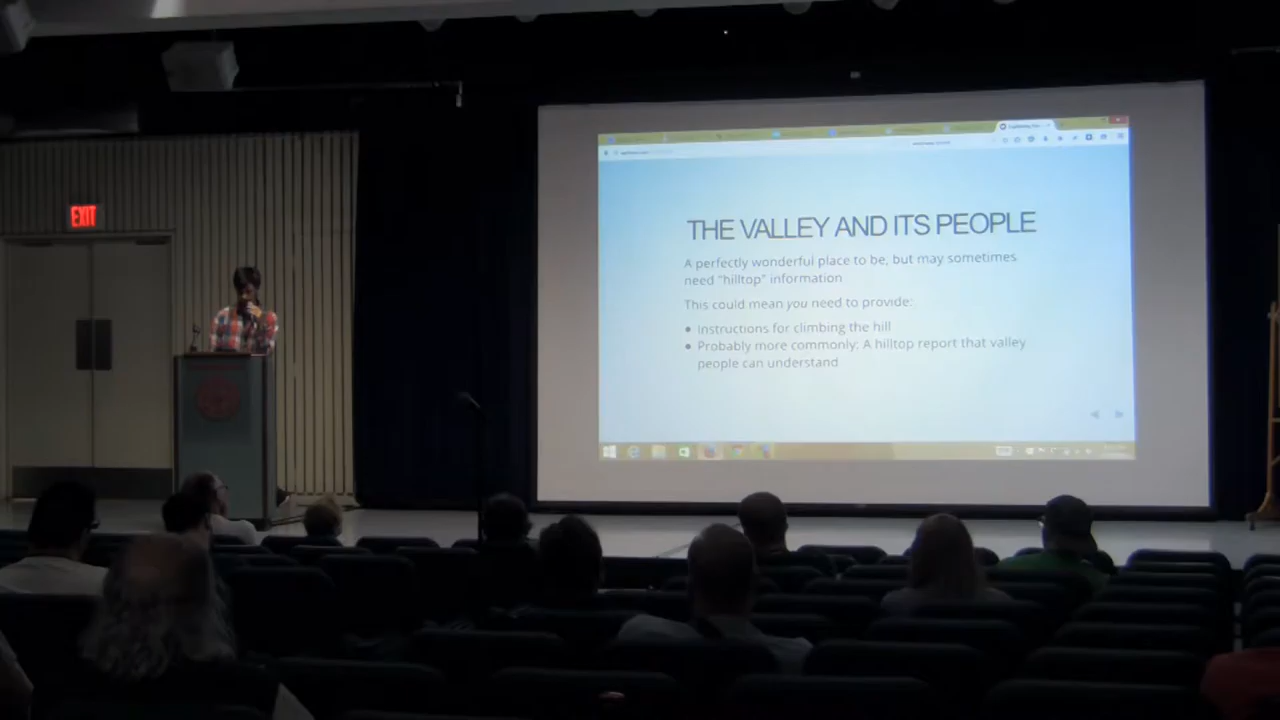 EXIT
THE VALLEY AND ITS PEOPLE
A perfectly wonderful place to be, but may sometimes
need "hilltop" information
This could mean you need to provide:
Instructions for climbing the hill
Probably more commonly: A hilltop report that valley
people can understand